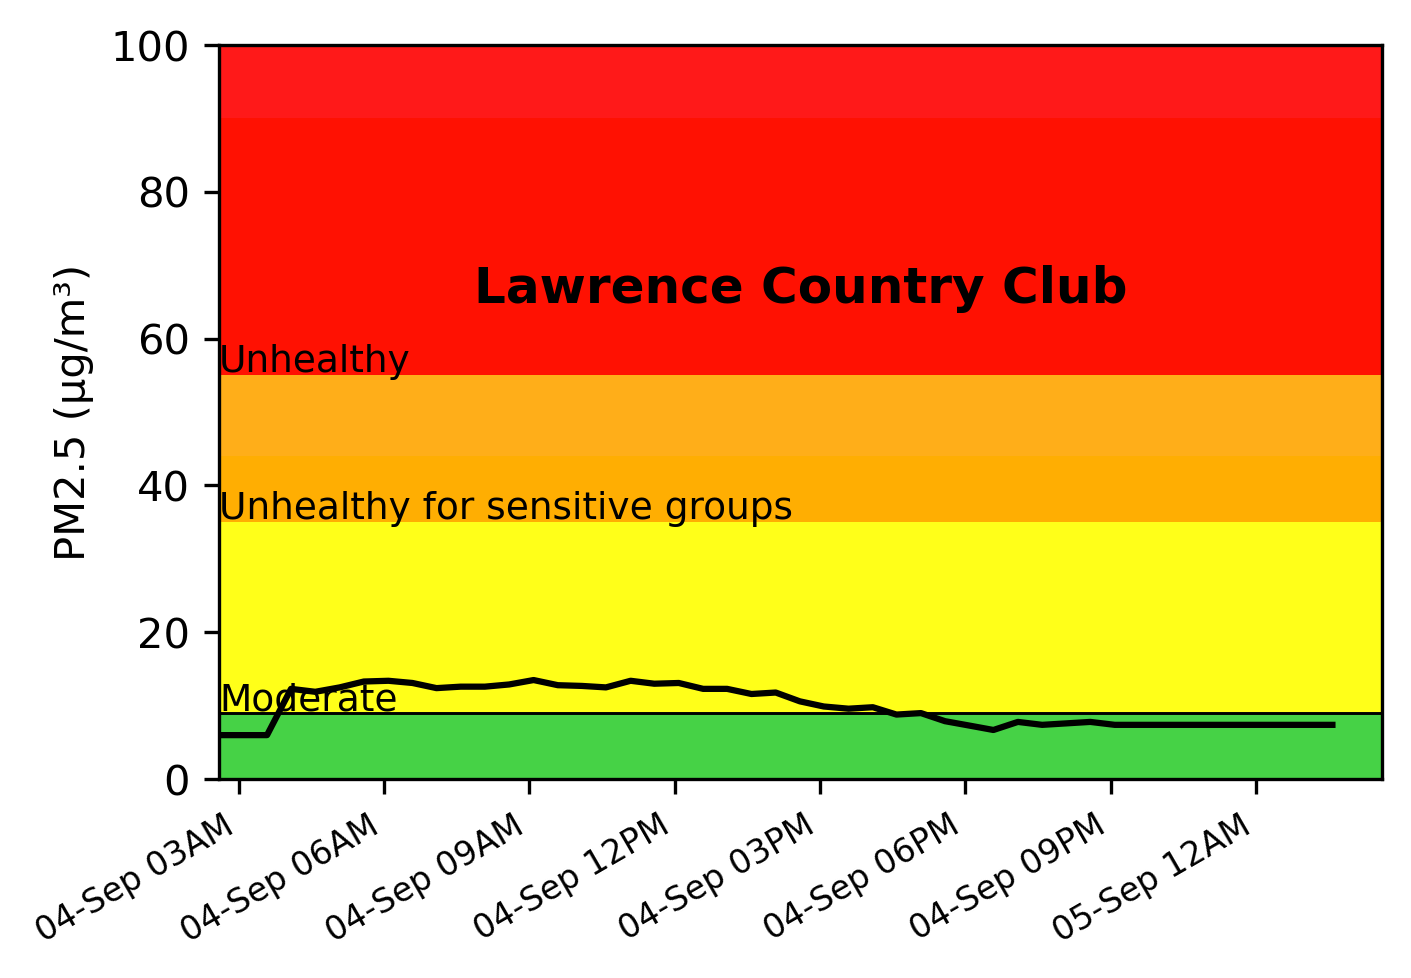 100
80
60
40
20
0
PM2.5 (µg/m³)
Lawrence Country Club
Unhealthy
Unhealthy for sensitive groups
Moderate
04-Sep 03AM
04-Sep 06AM
04-Sep 09AM
04-Sep 12PM
04-Sep 03PM
04-Sep 06PM
04-Sep 09PM
05-Sep 12AM